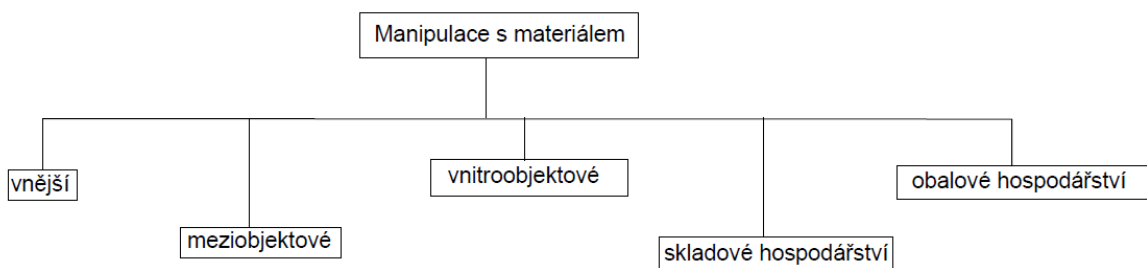 Manipulace s materiálem
vnější
meziobjektové
vnitroobjektové
skladové hospodářství
obalové hospodářství